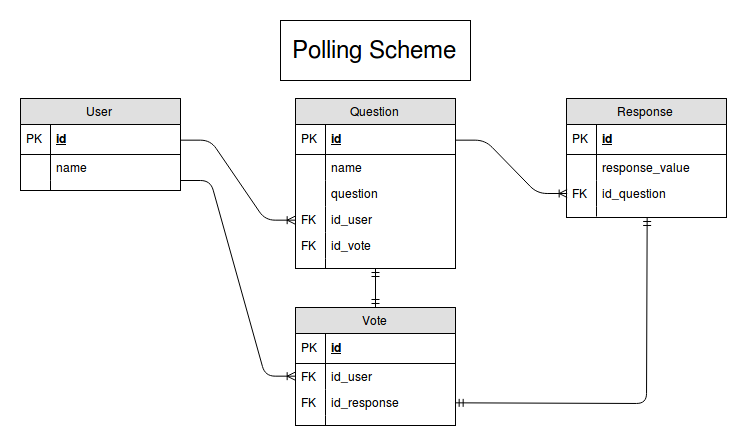 Polling Scheme
User
PK id
name
Question
PK id
name
question
FK id_user
FK id_vote
Response
PK id
response_value
FK id_question
Vote
PK id
FK id_user
FK id_response